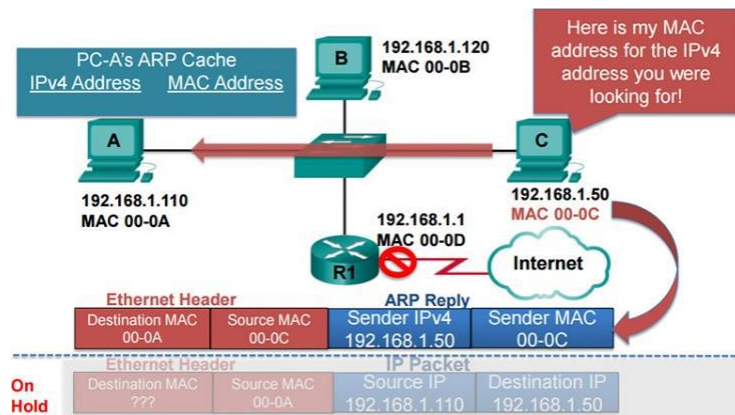 PC-A's ARP Cache
IPv4 Address MAC Address
B
192.168.1.120
MAC 00-0B
Here is my MAC
address for the IPv4
address you were
looking for!
A
192.168.1.110
MAC 00-0A
C
192.168.1.50
MAC 00-0C
192.168.1.1
MAC 00-0D
R1
Internet
Ethernet Header ARP Reply
Destination MAC Source MAC Sender IPv4 Sender MAC
00-0A 00-0C 192.168.1.50 00-0C
Ethernet Header IP Packet
On
Hold
Destination MAC Source MAC Source IP Destination IP
??? 00-0A 192.168.1.110 192.168.1.50